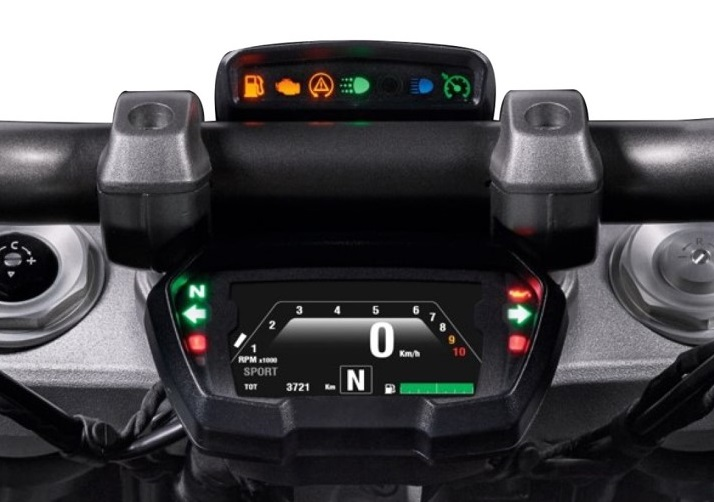 C
+
N
1 2 3 4 5 6 7 8 9 10
0 Km/h
RPM x1000
SPORT
TOT 3721 Km N